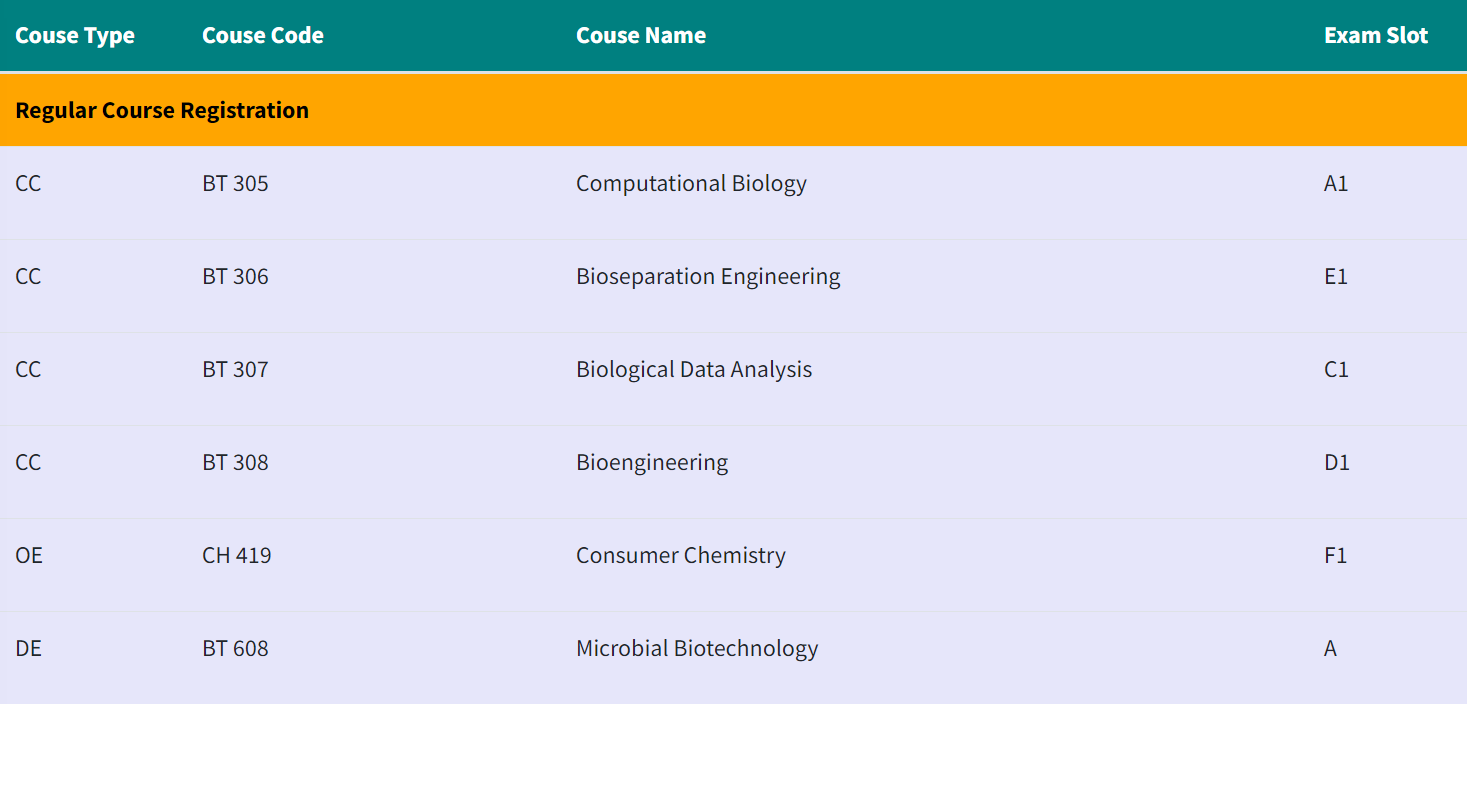 Couse Type Couse Code Couse Name Exam Slot
Regular Course Registration
CC BT 305 Computational Biology A1
CC BT 306 Bioseparation Engineering E1
CC BT 307 Biological Data Analysis C1
CC BT 308 Bioengineering D1
OE CH 419 Consumer Chemistry F1
DE BT 608 Microbial Biotechnology A